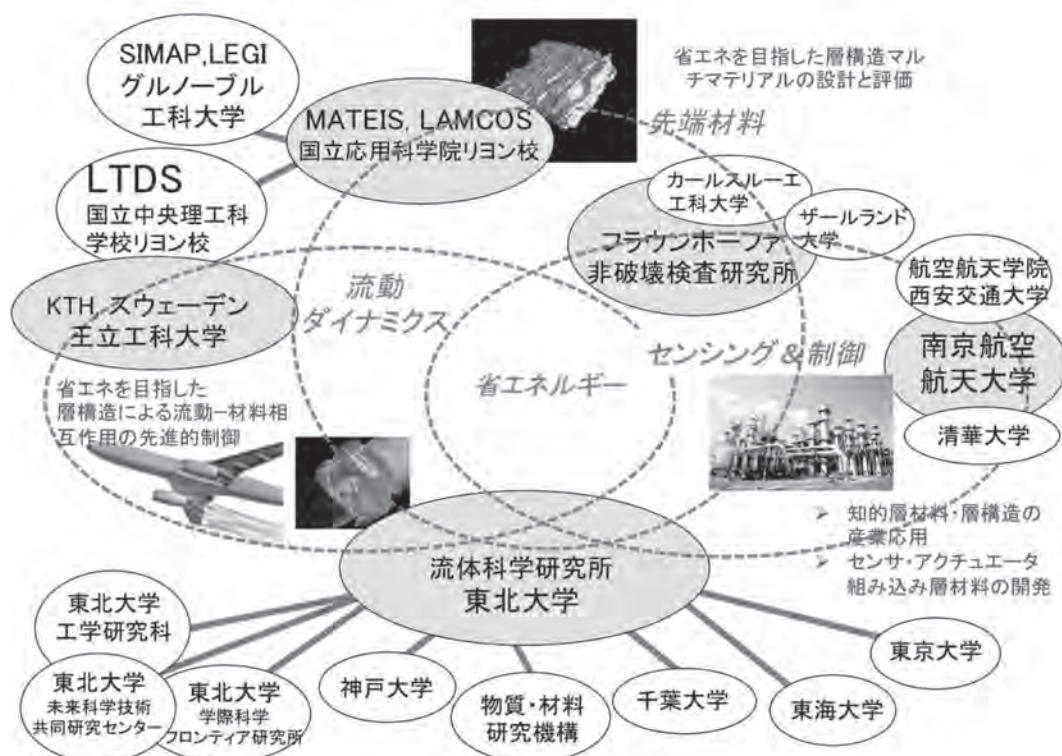 SIMAP,LEGI
グルノーブル
工科大学
MATEIS, LAMCOS
国立応用科学院リヨン校
省エネを目指した層構造マル
チマテリアルの設計と評価
先端材料
LTDS
国立中央理工科
学校リヨン校
カールスルーエ
工科大学
ザールランド
大学
フラウンホーファ
非破壊検査研究所
航空航天学院
西安交通大学
KTH, スウェーデン
王立工科大学
流動
ダイナミクス
センシング&制御
南京航空
航天大学
省エネルギー
清華大学
省エネを目指した
層構造による流動-材料相
互作用の先進的制御
➢ 知的層材料・層構造の
産業応用
➢ センサ・アクチュエータ
組み込み層材料の開発
流体科学研究所
東北大学
東北大学
工学研究科
東北大学
未来科学技術
共同研究センター
東北大学
学際科学
フロンティア研究所
神戸大学
物質・材料
研究機構
千葉大学
東海大学
東京大学